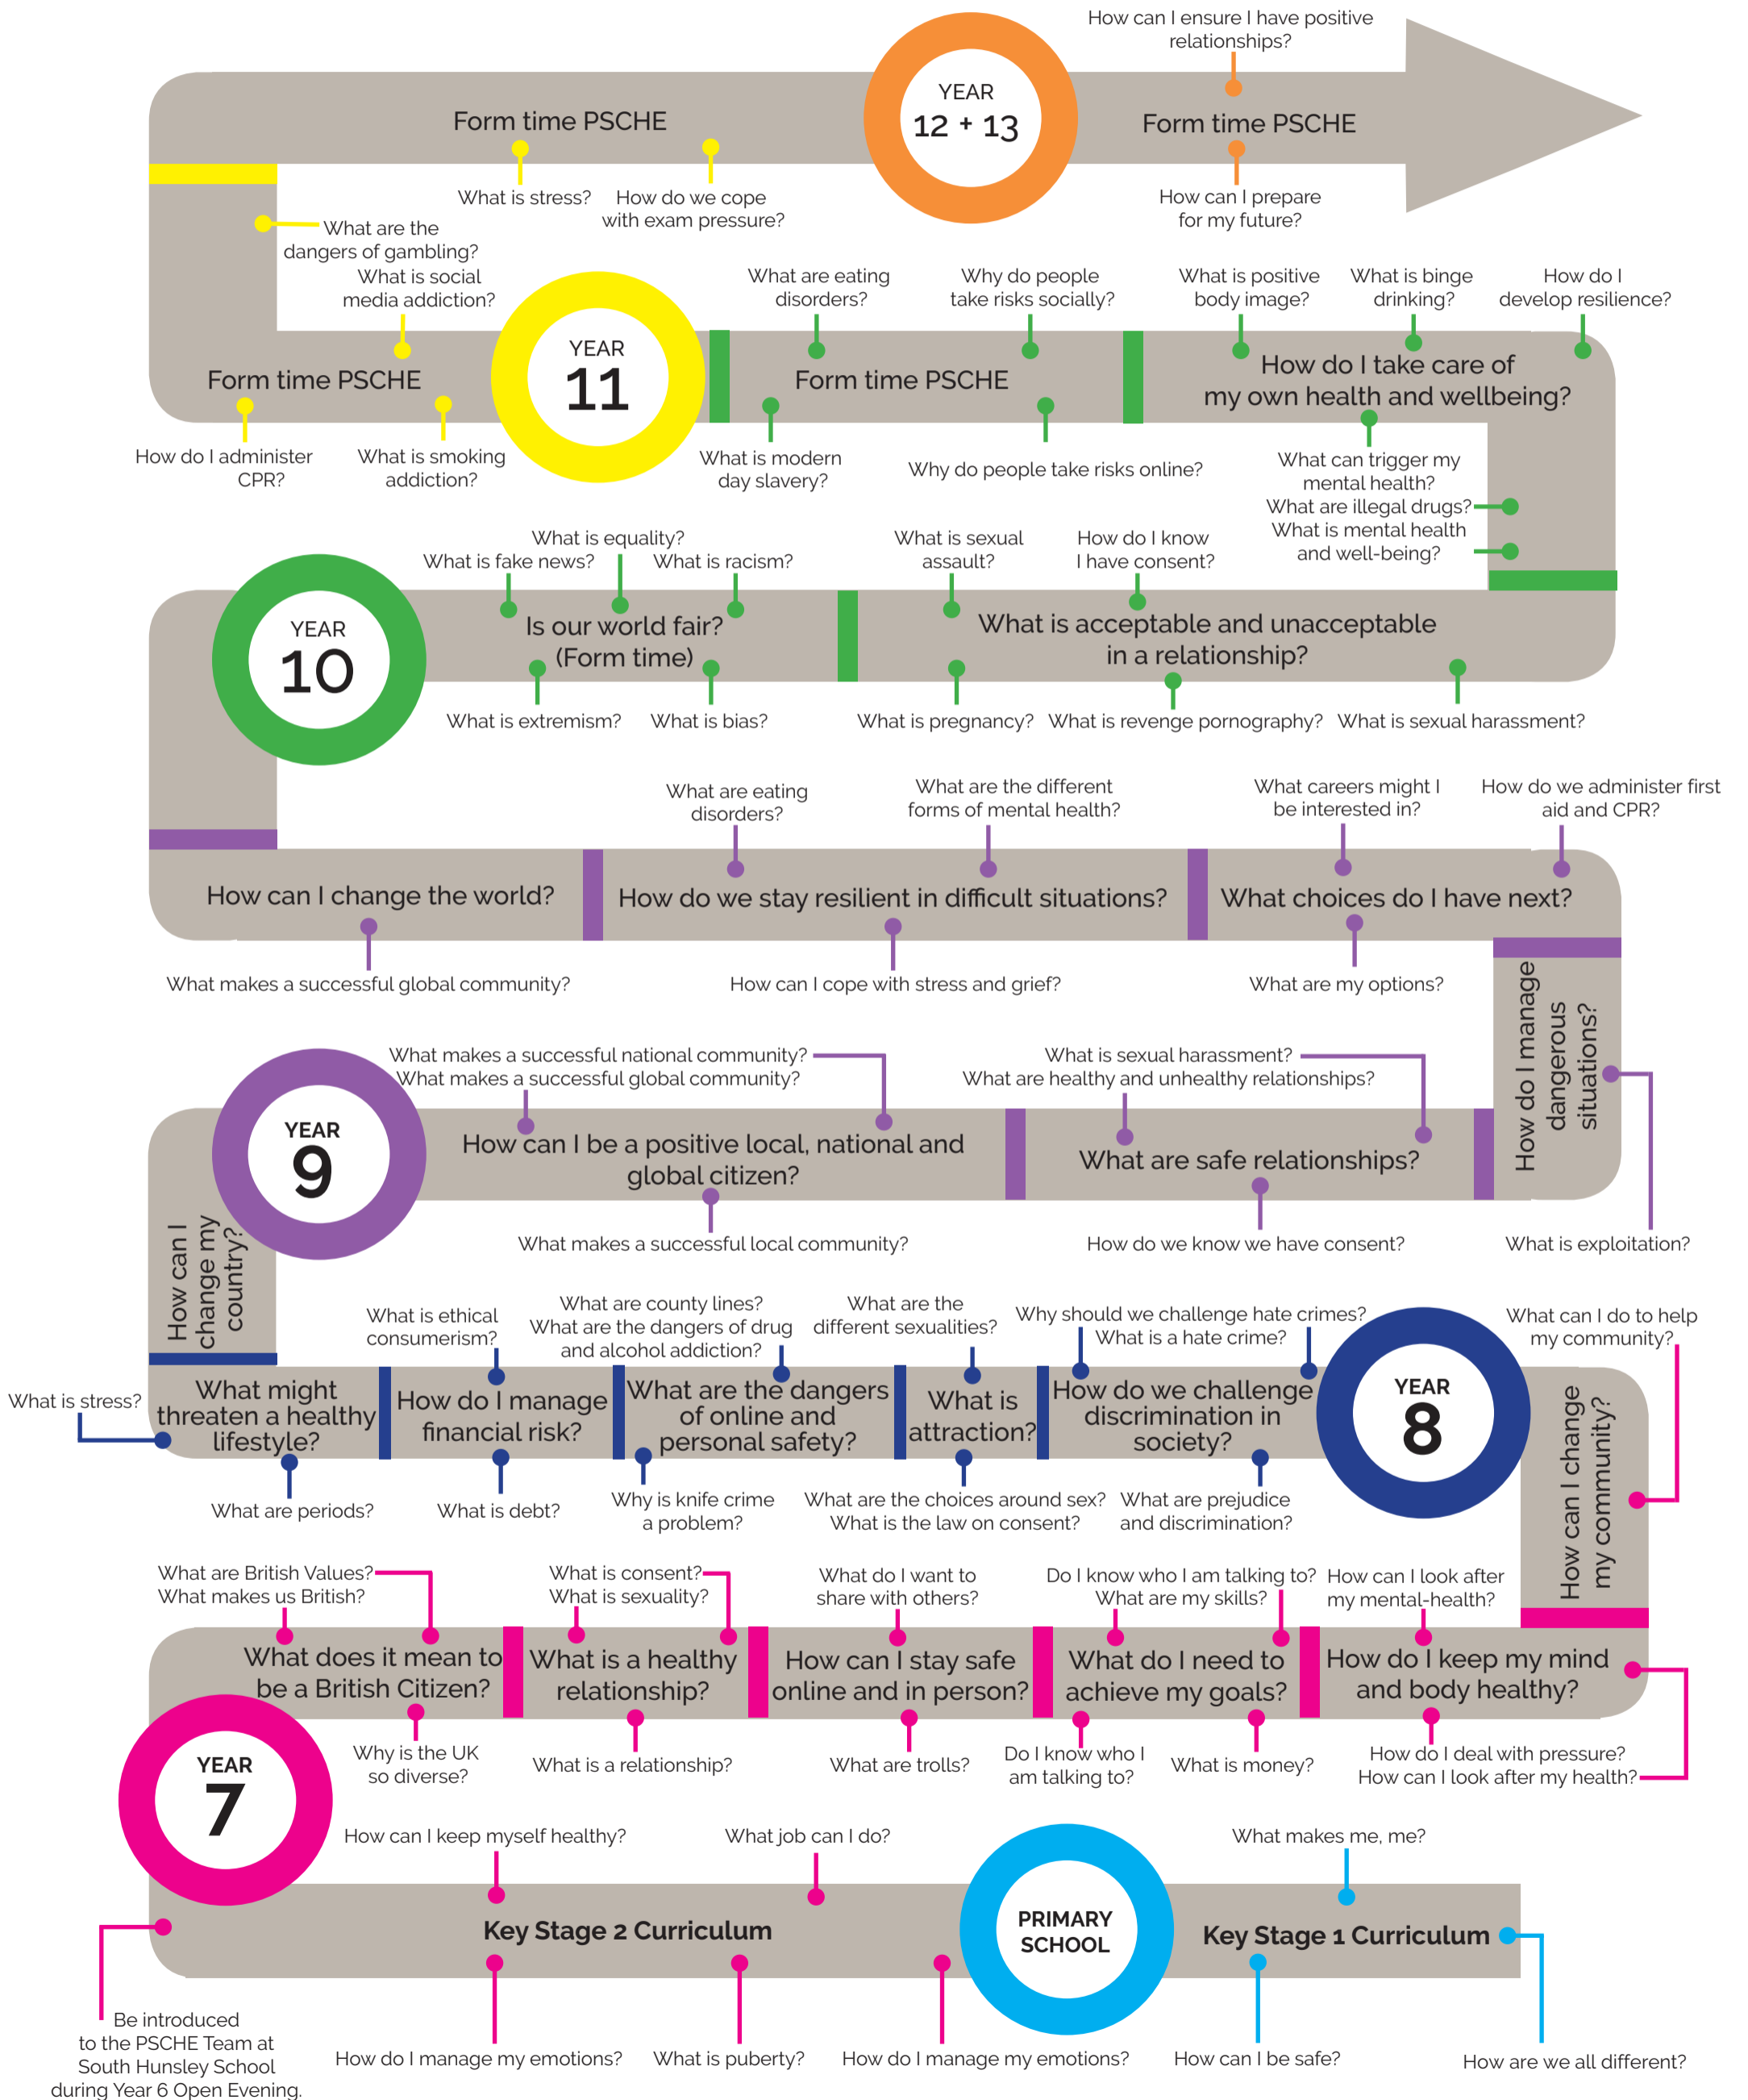 How can I ensure I have positive
relationships?
YEAR
12 + 13
Form time PSCHE
Form time PSCHE
What is stress?
How do we cope
with exam pressure?
How can I prepare
for my future?
What are the
dangers of gambling?
What is social
media addiction?
What are eating
disorders?
Why do people
take risks socially?
What is positive
body image?
What is binge
drinking?
How do I
develop resilience?
YEAR
11
Form time PSCHE
Form time PSCHE
How do I take care of
my own health and wellbeing?
How do I administer
CPR?
What is smoking
addiction?
What is modern
day slavery?
Why do people take risks online?
What can trigger my
mental health?
What are illegal drugs?
What is mental health
and well-being?
What is equality?
What is fake news?
What is racism?
What is sexual
assault?
How do I know
I have consent?
YEAR
10
Is our world fair?
(Form time)
What is acceptable and unacceptable
in a relationship?
What is extremism?
What is bias?
What is pregnancy?
What is revenge pornography?
What is sexual harassment?
What are eating
disorders?
What are the different
forms of mental health?
What careers might I
be interested in?
How do we administer first
aid and CPR?
How can I change the world?
How do we stay resilient in difficult situations?
What choices do I have next?
What makes a successful global community?
How can I cope with stress and grief?
What are my options?
How do I manage
dangerous
situations?
What makes a successful national community?
What makes a successful global community?
What is sexual harassment?
What are healthy and unhealthy relationships?
YEAR
9
How can I be a positive local, national and
global citizen?
What are safe relationships?
What makes a successful local community?
How do we know we have consent?
What is exploitation?
How can I
change my
country?
What is ethical
consumerism?
What are county lines?
What are the dangers of drug
and alcohol addiction?
What are the
different sexualities?
Why should we challenge hate crimes?
What is a hate crime?
What can I do to help
my community?
What is stress?
What might
threaten a healthy
lifestyle?
How do I manage
financial risk?
What are the dangers
of online and
personal safety?
What is
attraction?
How do we challenge
discrimination in
society?
YEAR
8
How can I change
my community?
What are periods?
What is debt?
Why is knife crime
a problem?
What are the choices around sex?
What is the law on consent?
What are prejudice
and discrimination?
What are British Values?
What makes us British?
What is consent?
What is sexuality?
What do I want to
share with others?
Do I know who I am talking to?
What are my skills?
How can I look after
my mental-health?
What does it mean to
be a British Citizen?
What is a healthy
relationship?
How can I stay safe
online and in person?
What do I need to
achieve my goals?
How do I keep my mind
and body healthy?
YEAR
7
Why is the UK
so diverse?
What is a relationship?
What are trolls?
Do I know who I
am talking to?
What is money?
How do I deal with pressure?
How can I look after my health?
How can I keep myself healthy?
What job can I do?
What makes me, me?
Key Stage 2 Curriculum
PRIMARY
SCHOOL
Key Stage 1 Curriculum
Be introduced
to the PSCHE Team at
South Hunsley School
during Year 6 Open Evening.
How do I manage my emotions?
What is puberty?
How do I manage my emotions?
How can I be safe?
How are we all different?